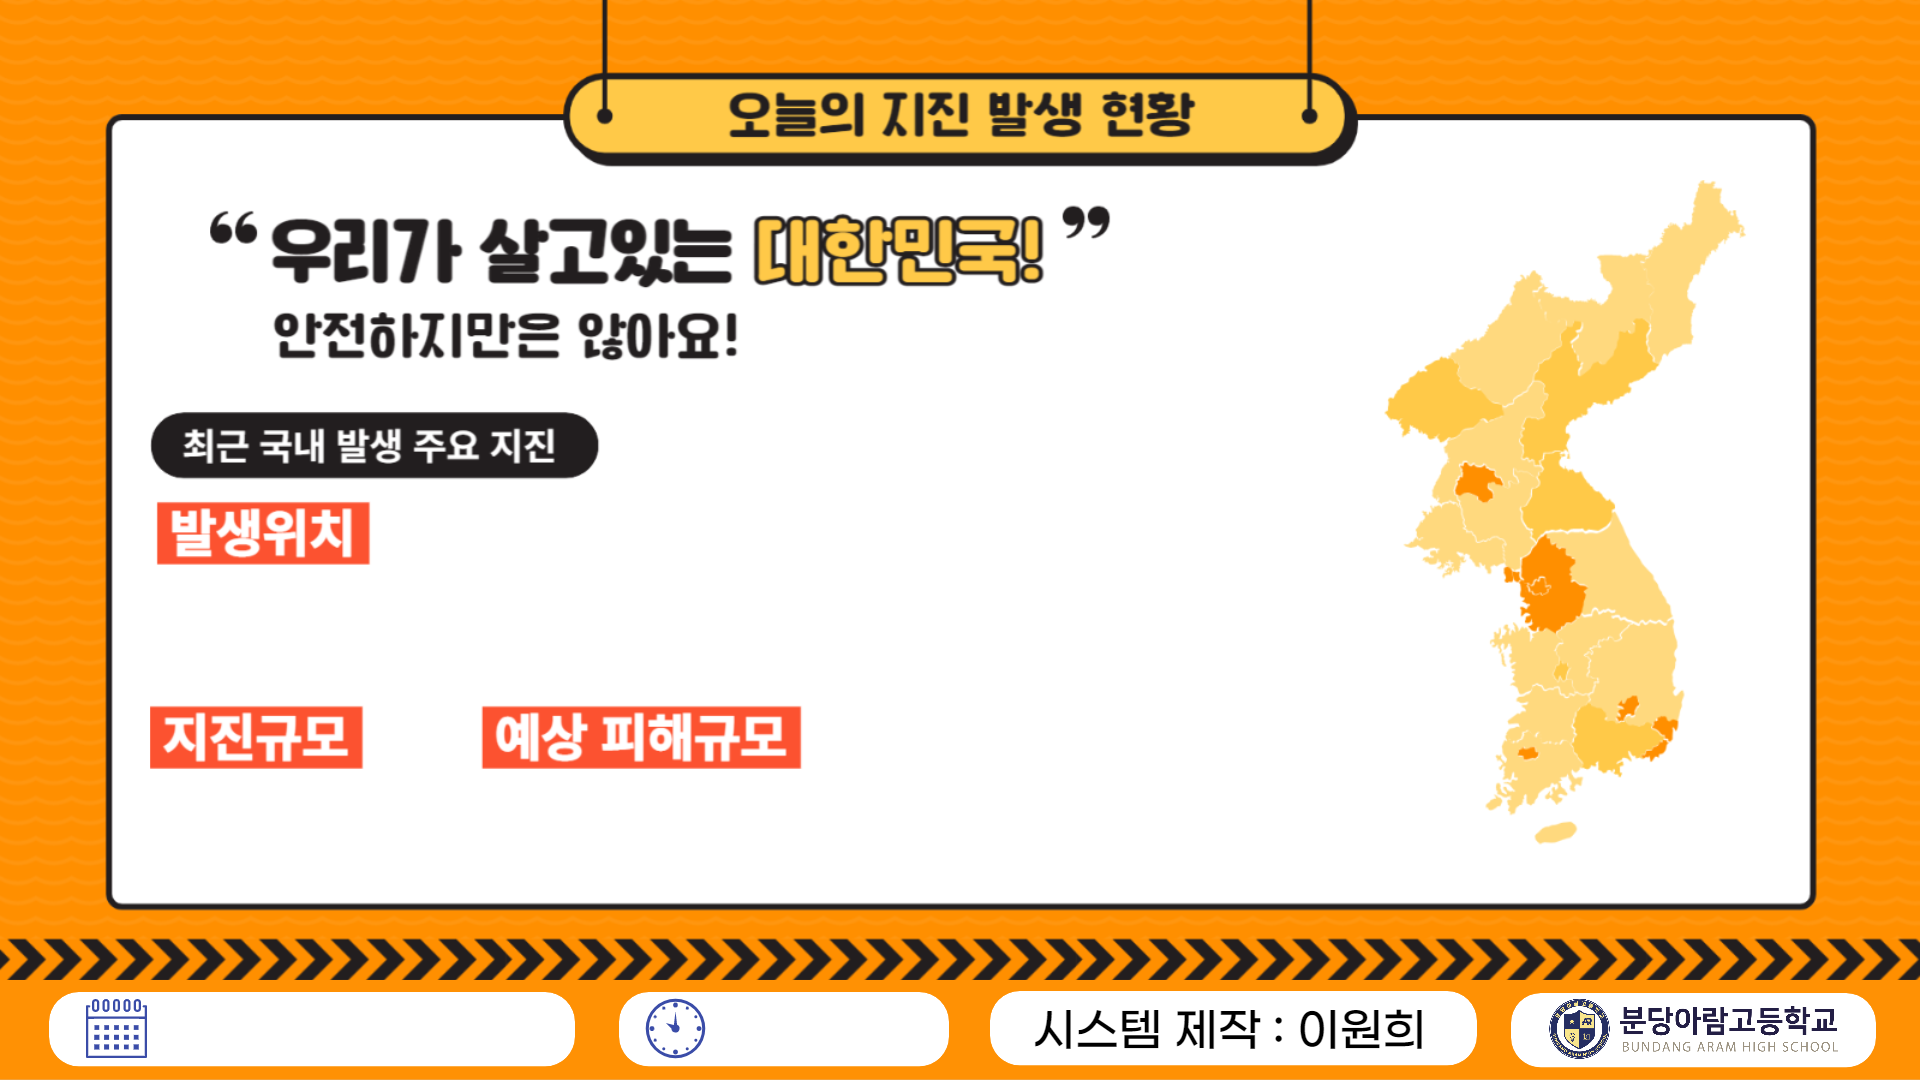 오늘의 지진 발생 현황
“우리가 살고있는 대한민국!”
안전하지만은 않아요!
최근 국내 발생 주요 지진
발생위치
지진규모
예상 피해규모
시스템 제작 : 이원희
분당아람고등학교
BUNDANG ARAM HIGH SCHOOL